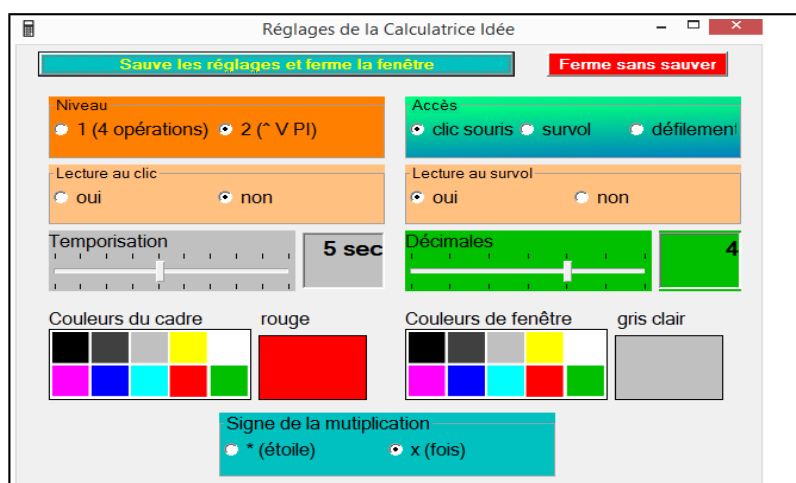 Réglages de la Calculatrice Idée
Sauve les réglages et ferme la fenêtre
Ferme sans sauver
Niveau
1 (4 opérations) 2 (^ V PI)
Accès
clic souris survol défilement
Lecture au clic
oui non
Lecture au survol
oui non
Temporisation
5 sec
Décimales
4
Couleurs du cadre rouge
Couleurs de fenêtre gris clair
Signe de la mutiplication
* (étoile) x (fois)